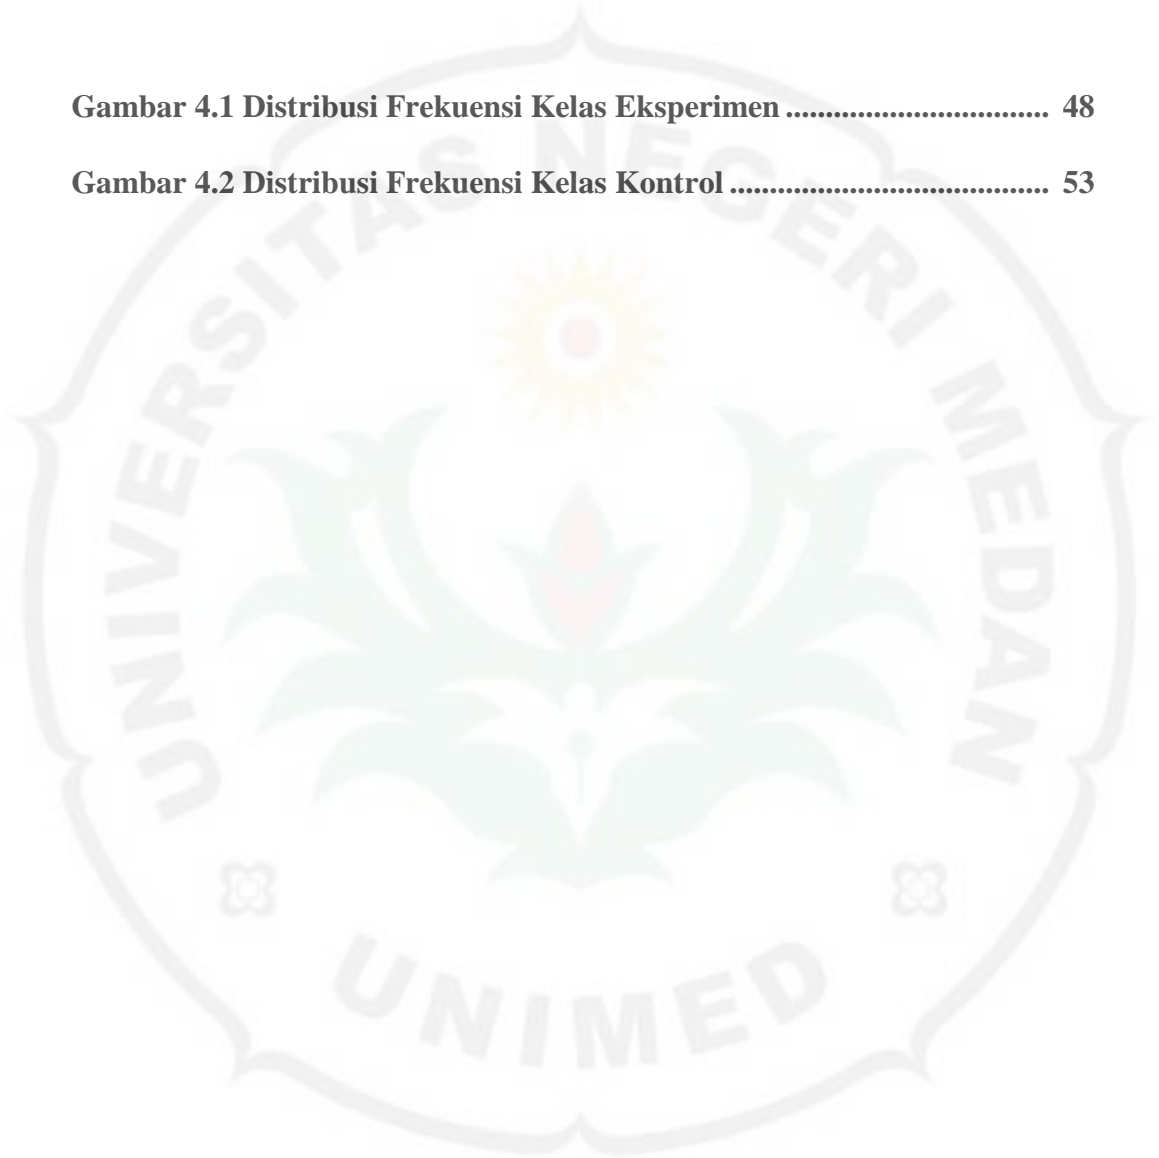 Gambar 4.1 Distribusi Frekuensi Kelas Eksperimen ................................ 48
Gambar 4.2 Distribusi Frekuensi Kelas Kontrol ....................................... 53
UNIVERSITAS NEGERI MEDAN
UNIMED